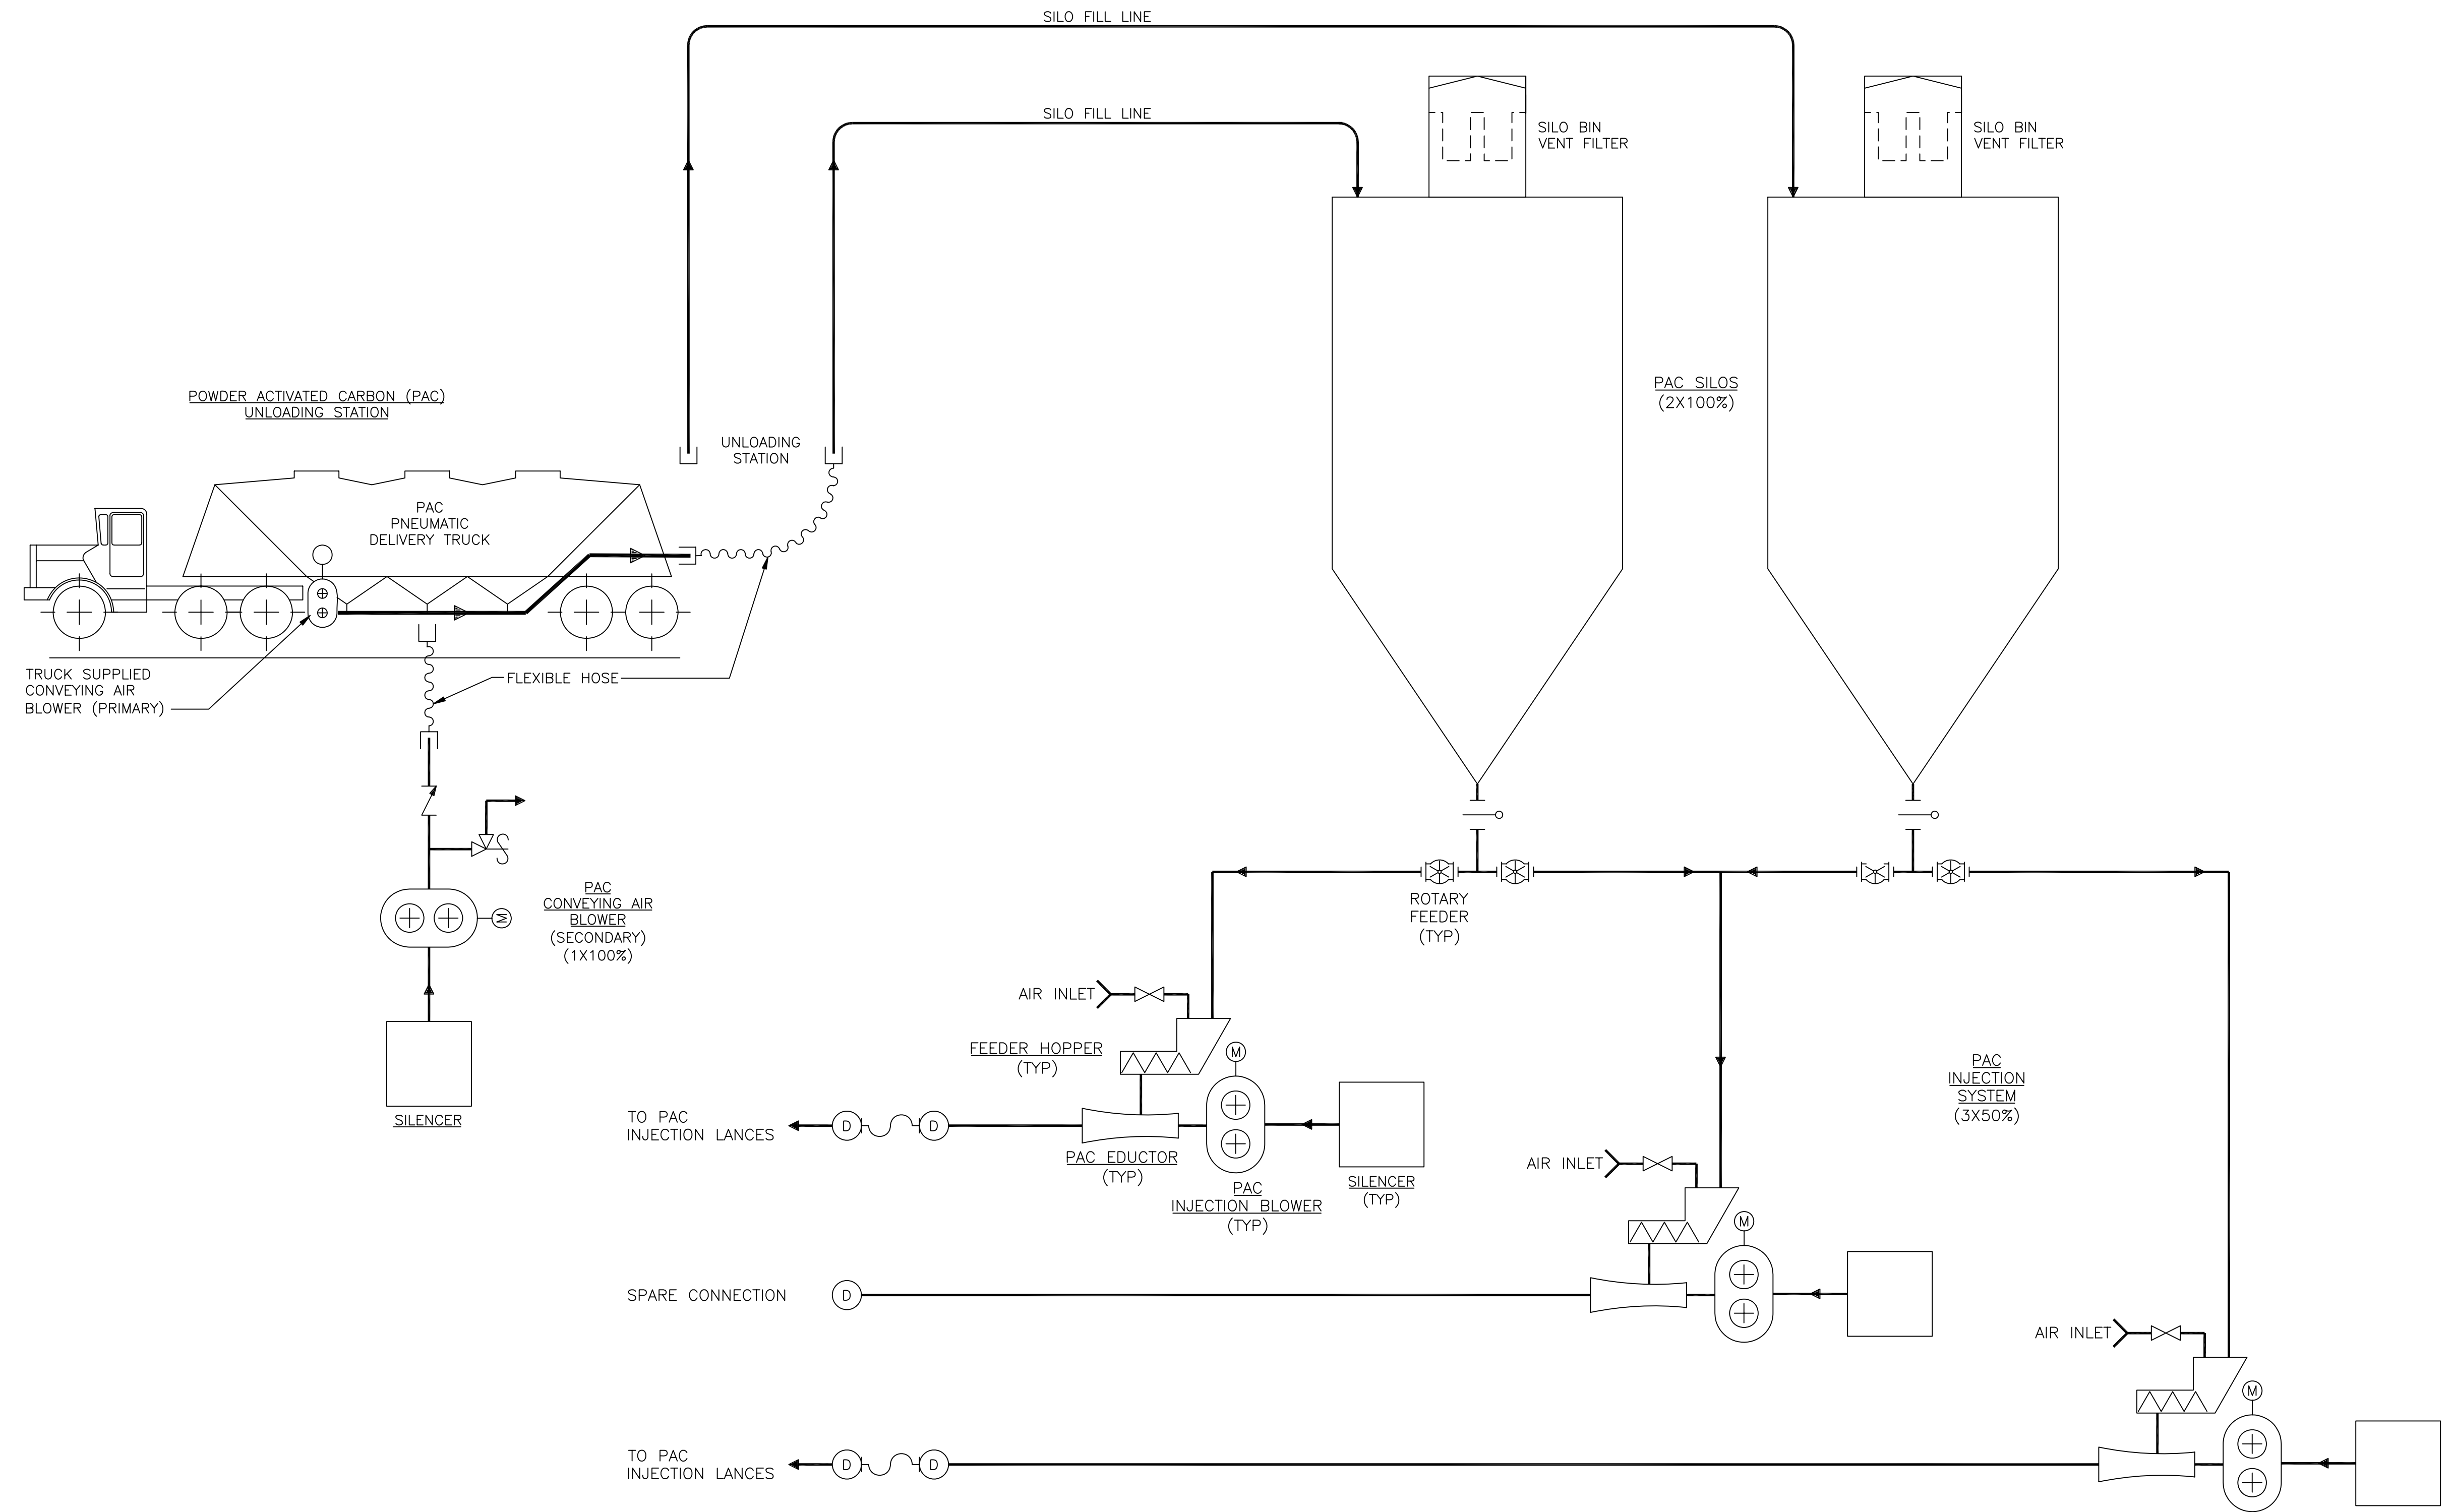 SILO FILL LINE
SILO FILL LINE
SILO BIN
VENT FILTER
SILO BIN
VENT FILTER
POWDER ACTIVATED CARBON (PAC)
UNLOADING STATION
PAC SILOS
(2X100%)
UNLOADING
STATION
PAC
PNEUMATIC
DELIVERY TRUCK
TRUCK SUPPLIED
CONVEYING AIR
BLOWER (PRIMARY)
FLEXIBLE HOSE
M
PAC
CONVEYING AIR
BLOWER
(SECONDARY)
(1X100%)
SILENCER
ROTARY
FEEDER
(TYP)
AIR INLET
FEEDER HOPPER
(TYP)
M
TO PAC
INJECTION LANCES
D
D
PAC EDUCTOR
(TYP)
PAC
INJECTION BLOWER
(TYP)
SILENCER
(TYP)
PAC
INJECTION
SYSTEM
(3X50%)
AIR INLET
M
SPARE CONNECTION
D
AIR INLET
M
TO PAC
INJECTION LANCES
D
D